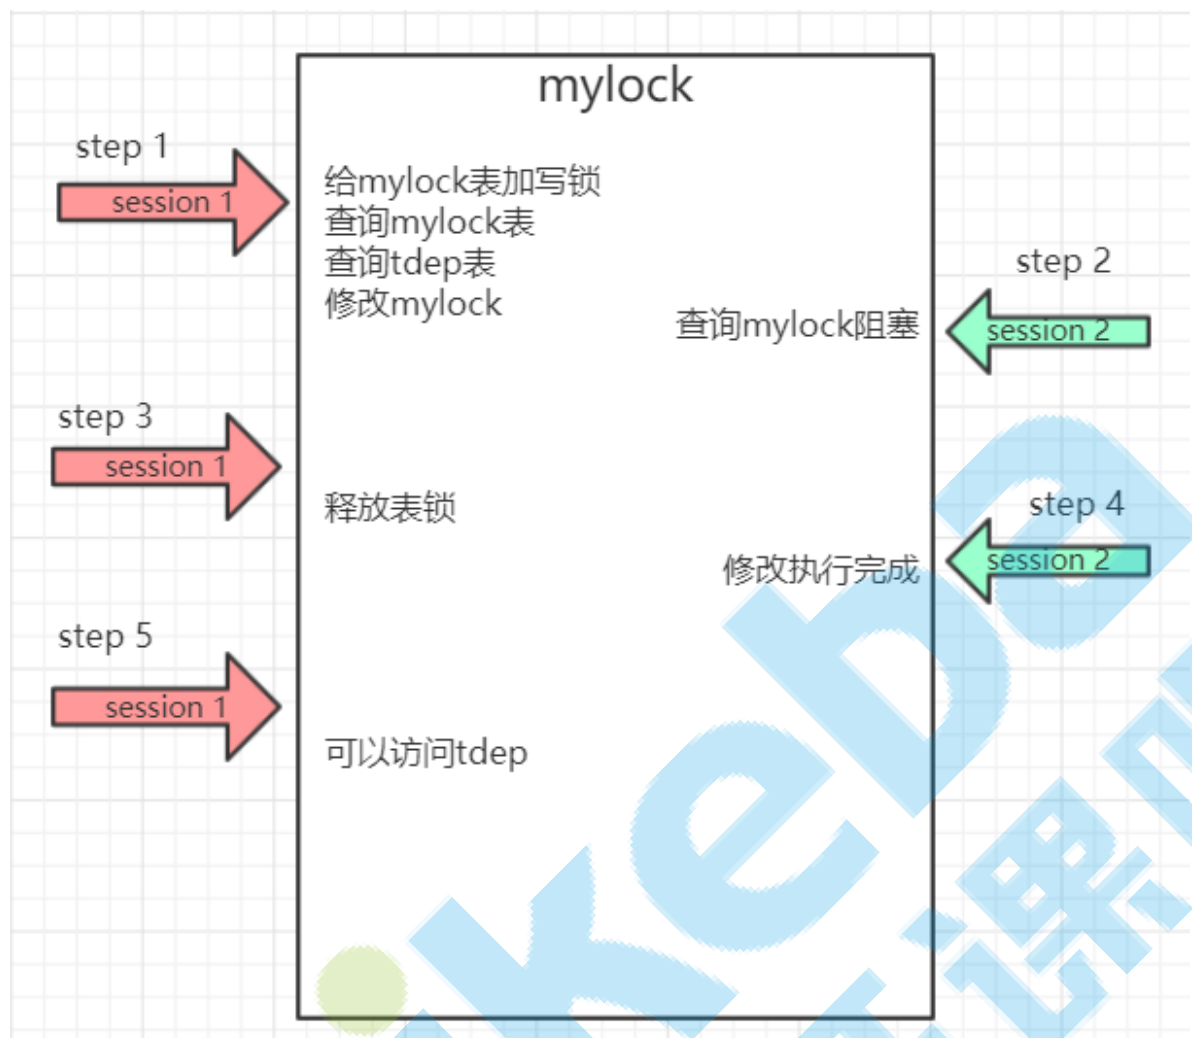 mylock
step 1
session 1
给mylock表加写锁
查询mylock表
查询tdep表
修改mylock
step 2
session 2
查询mylock阻塞
step 3
session 1
释放表锁
step 4
session 2
修改执行完成
step 5
session 1
可以访问tdep